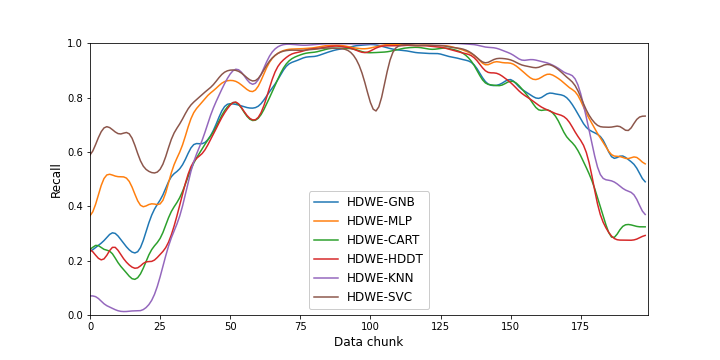 1.0
0.8
0.6
0.4
0.2
0.0
Recall
HDWE-GNB
HDWE-MLP
HDWE-CART
HDWE-HDDT
HDWE-KNN
HDWE-SVC
0 25 50 75 100 125 150 175
Data chunk